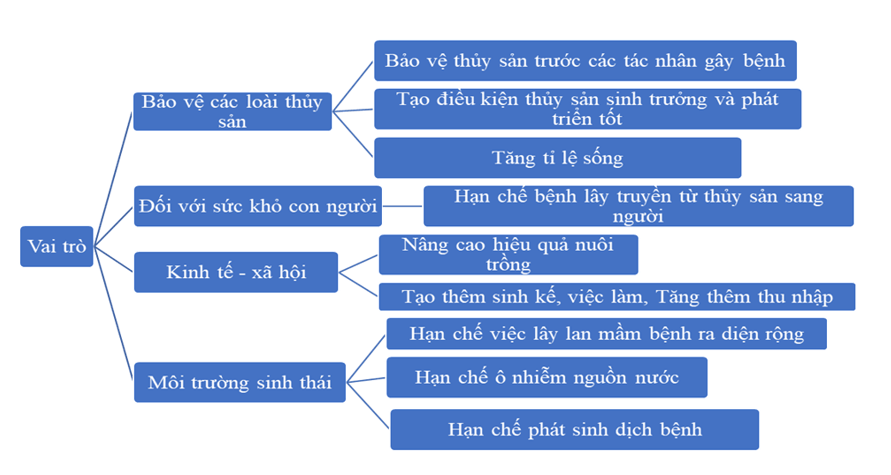 Vai trò
Bảo vệ các loài thủy
sản
Bảo vệ thủy sản trước các tác nhân gây bệnh
Tạo điều kiện thủy sản sinh trưởng và phát
triển tốt
Tăng tỉ lệ sống
Đối với sức khỏ con người
Hạn chế bệnh lây truyền từ thủy sản sang
người
Kinh tế - xã hội
Nâng cao hiệu quả nuôi
trồng
Tạo thêm sinh kế, việc làm, Tăng thêm thu nhập
Môi trường sinh thái
Hạn chế việc lây lan mầm bệnh ra diện rộng
Hạn chế ô nhiễm nguồn nước
Hạn chế phát sinh dịch bệnh